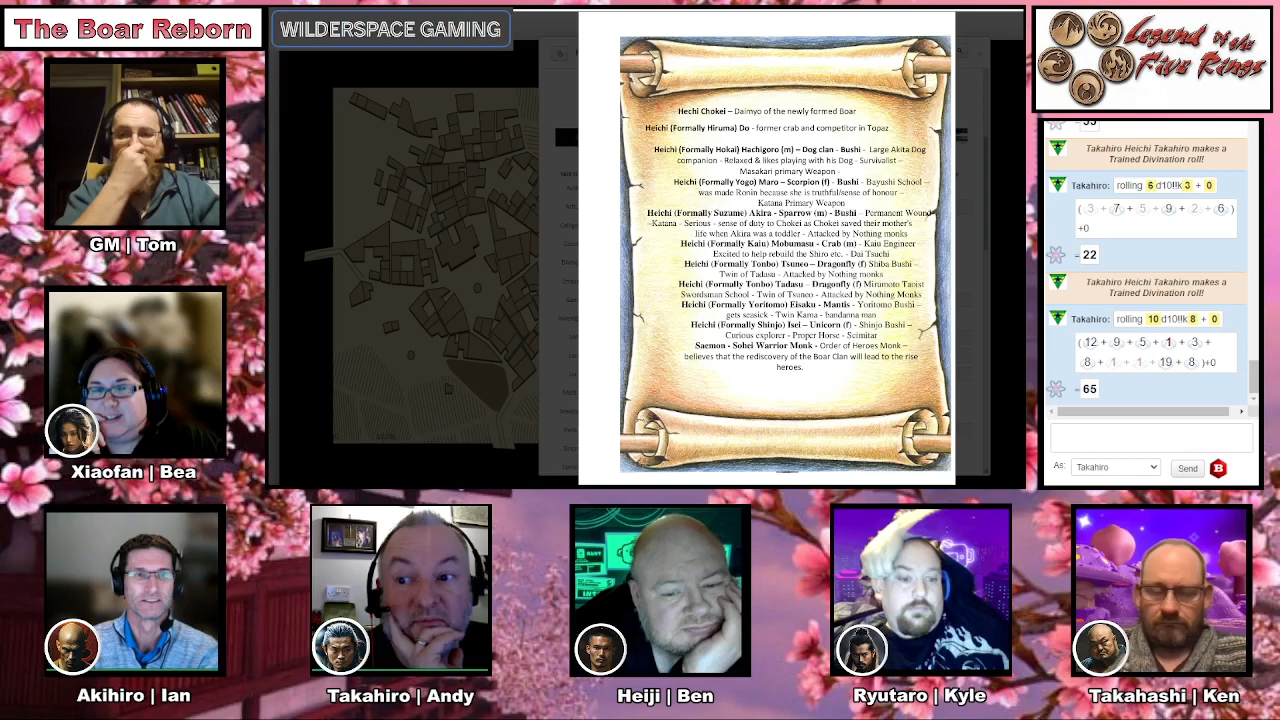 The Boar Reborn
WILDERSPACE GAMING
Legend of the
Five Rings
GM | Tom
Xiaofan | Bea
Hechi Chokei – Daimyo of the newly formed Boar
Heichi (Formally Hiruma) Do - former crab and competitor in Topaz
Heichi (Formally Hokai) Hachigoro (m) – Dog clan - Bushi - Large Akita Dog
companion - Relaxed & likes playing with his Dog - Survivalist –
Masakari primary Weapon -
Heichi (Formally Yogo) Maro – Scorpion (f) - Bushi - Bayushi School –
was made Ronin because she is truthful/sense of honour –
Katana Primary Weapon
Heichi (Formally Suzume) Akira - Sparrow (m) - Bushi - Permanent Wound
–Katana - Serious - sense of duty to Chokei as Chokei saved their mother's
life when Akira was a toddler - Attacked by Nothing monks
Heichi (Formally Kaiu) Mobumasu - Crab (m) - Kaiu Engineer
Excited to help rebuild the Shiro etc. - Dai Tsuchi
Heichi (Formally Tonbo) Tsuneo – Dragonfly (f) Shiba Bushi –
Twin of Tadasu - Attacked by Nothing monks
Heichi (Formally Tonbo) Tadasu – Dragonfly (f) Mirumoto Taoist
Swordsman School - Twin of Tsuneo - Attacked by Nothing Monks
Heichi (Formally Yoritomo) Eisaku - Mantis - Yoritomo Bushi –
gets seasick - Twin Kama - bandanna man
Heichi (Formally Shinjo) Isei – Unicorn (f) - Shinjo Bushi –
Curious explorer - Proper Horse - Scimitar
Saemon - Sohei Warrior Monk - Order of Heroes Monk –
believes that the rediscovery of the Boar Clan will lead to the rise
heroes.
Takahiro Heichi Takahiro makes a
Trained Divination roll!
Takahiro: rolling 6d10!!k3 + 0
(3 + 7 + 5 + 9 + 2 + 6)
+0
= 22
Takahiro Heichi Takahiro makes a
Trained Divination roll!
Takahiro: rolling 10d10!!k8 + 0
(12 + 9 + 5 + 1 + 3 +
8 + 1 + 1 + 19 + 8)+0
= 65
As: Takahiro Send B
Akihiro | Ian
Takahiro | Andy
Heiji | Ben
Ryutaro | Kyle
Takahashi | Ken